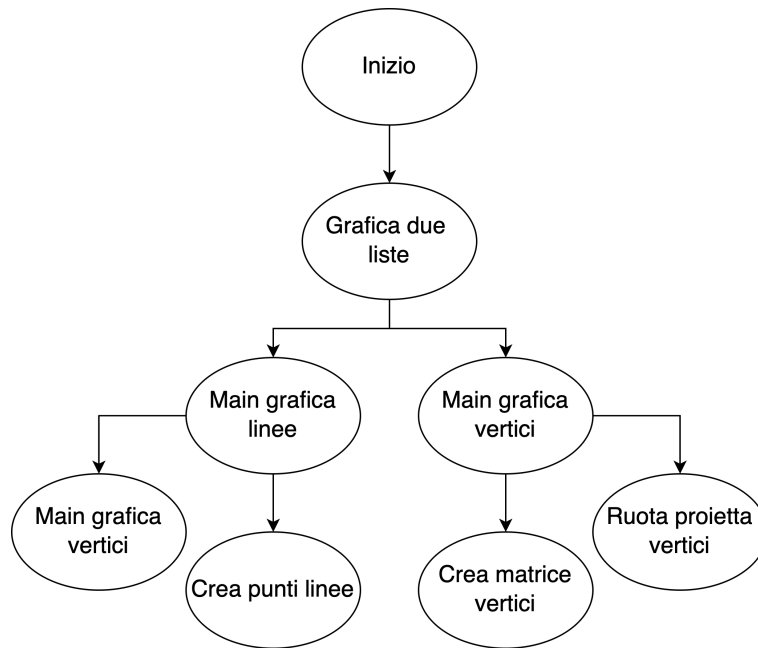 Inizio
Grafica due
liste
Main grafica
linee
Main grafica
vertici
Main grafica
vertici
Crea punti linee
Crea matrice
vertici
Ruota proietta
vertici